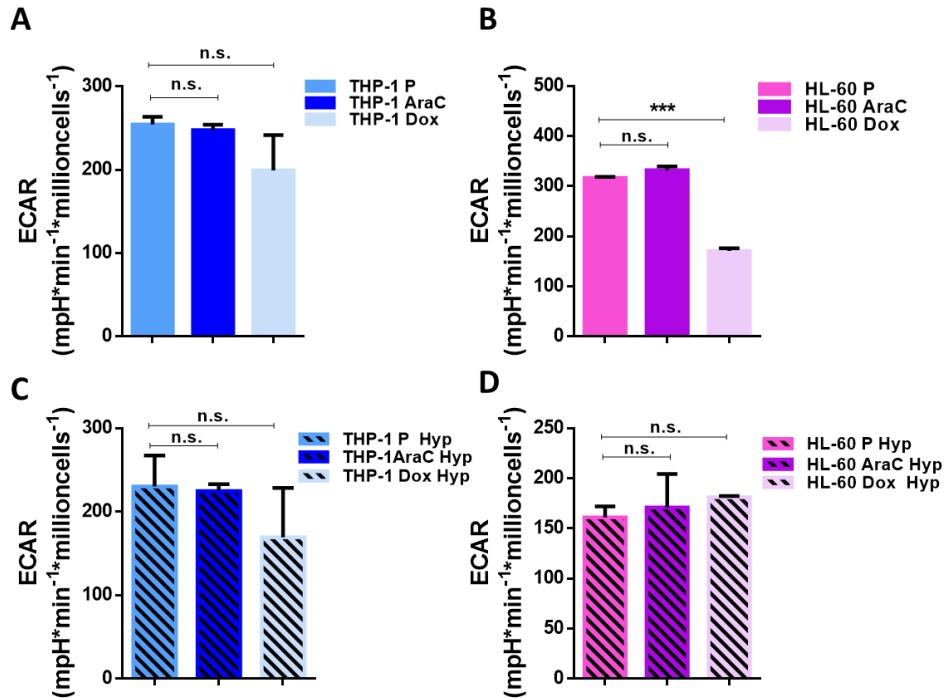 A
ECAR
(mpH*min⁻¹*millioncells⁻¹)
300
200
100
0
n.s.
n.s.
THP-1 P
THP-1 AraC
THP-1 Dox
B
ECAR
(mpH*min⁻¹*millioncells⁻¹)
500
400
300
200
100
0
***
n.s.
HL-60 P
HL-60 AraC
HL-60 Dox
C
ECAR
(mpH*min⁻¹*millioncells⁻¹)
300
200
100
0
n.s.
n.s.
THP-1 P Hyp
THP-1AraC Hyp
THP-1 Dox Hyp
D
ECAR
(mpH*min⁻¹*millioncells⁻¹)
250
200
150
100
50
0
n.s.
n.s.
HL-60 P Hyp
HL-60 AraC Hyp
HL-60 Dox Hyp